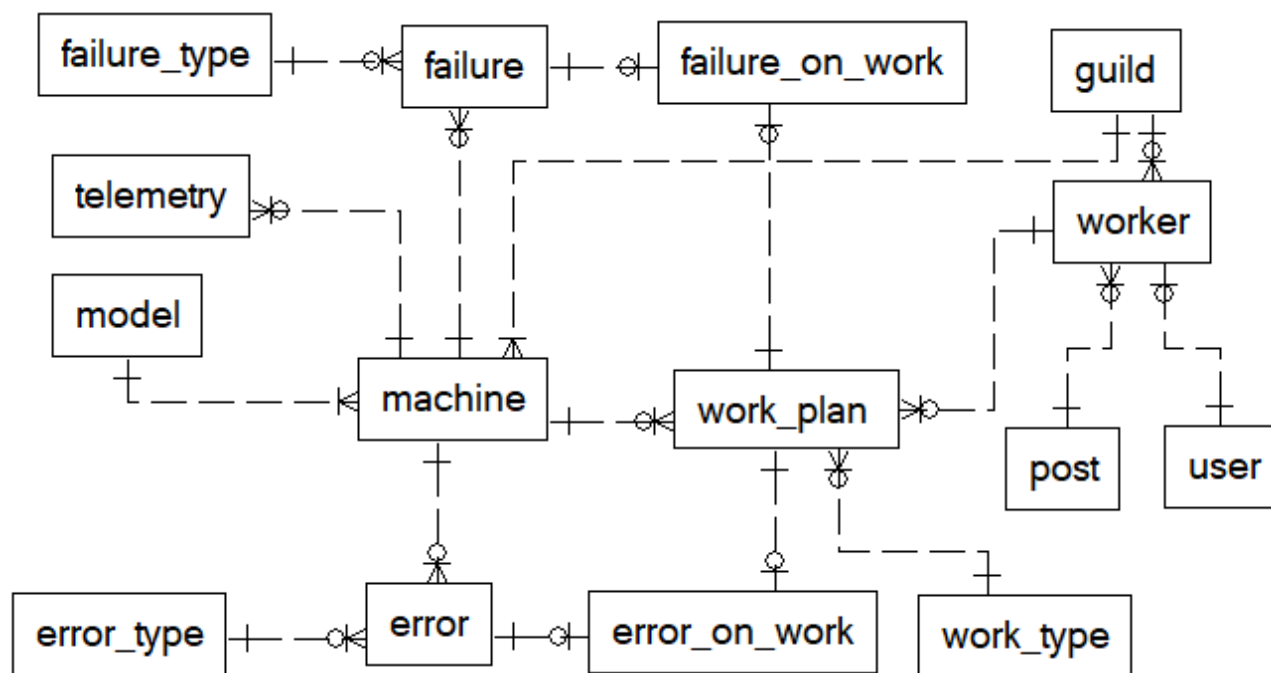 failure_type
failure
failure_on_work
guild
telemetry
worker
model
machine
work_plan
post
user
error_type
error
error_on_work
work_type